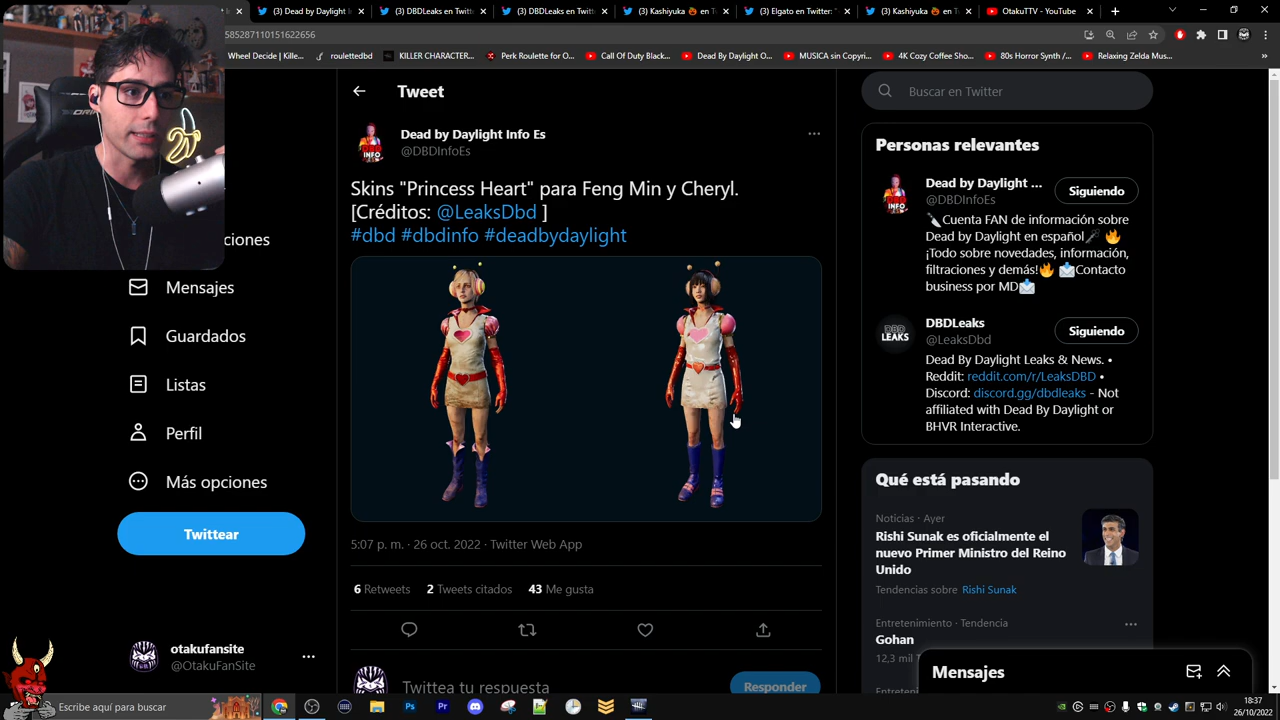 (3) Dead by Daylight I
(3) DBDLeaks en Twitte
(3) DBDLeaks en Twitte
(3) Kashiyuka en T
(3) Elgato en Twitter: "
(3) Kashiyuka en T
OtakuTTV - YouTube
585287110151622656
Wheel Decide | Kille...
roulettedbd
KILLER CHARACTER...
Perk Roulette for O...
Call Of Duty Black...
Dead By Daylight O...
MUSICA sin Copyri...
4K Cozy Coffee Sho...
80s Horror Synth /...
Relaxing Zelda Mus...
Tweet
Buscar en Twitter
Dead by Daylight Info Es
@DBDInfoEs
Skins "Princess Heart" para Feng Min y Cheryl.
[Créditos: @LeaksDbd ]
#dbd #dbdinfo #deadbydaylight
5:07 p. m. · 26 oct. 2022 · Twitter Web App
6 Retweets 2 Tweets citados 43 Me gusta
Twittea tu respuesta
Responder
ciones
Mensajes
Guardados
Listas
Perfil
Más opciones
Twittear
otakufansite
@OtakuFanSite
Personas relevantes
DBD INFO
Dead by Daylight ...
@DBDInfoEs
Siguiendo
Cuenta FAN de información sobre
Dead by Daylight en español
¡Todo sobre novedades, información,
filtraciones y demás! Contacto
business por MD
DBD LEAKS
DBDLeaks
@LeaksDbd
Siguiendo
Dead By Daylight Leaks & News. •
Reddit: reddit.com/r/LeaksDBD •
Discord: discord.gg/dbdleaks - Not
affiliated with Dead By Daylight or
BHVR Interactive.
Qué está pasando
Noticias · Ayer
Rishi Sunak es oficialmente el
nuevo Primer Ministro del Reino
Unido
Tendencias sobre Rishi Sunak
Entretenimiento · Tendencia
Gohan
12,3 mil T
Mensajes
Escribe aquí para buscar
18:37
26/10/2022